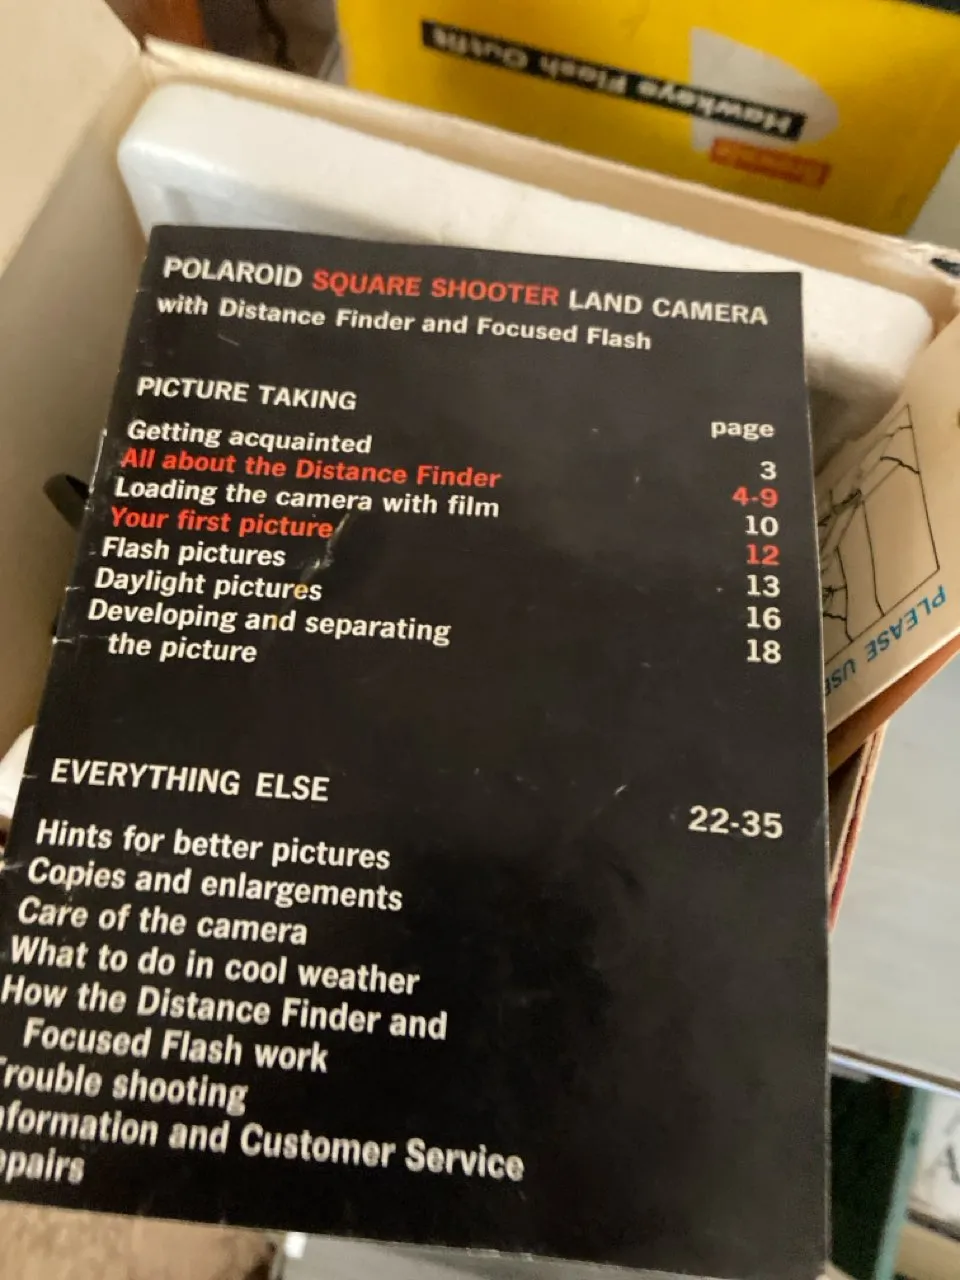 Hawkeye Flash Outfit
POLAROID SQUARE SHOOTER LAND CAMERA
with Distance Finder and Focused Flash
PICTURE TAKING
page
Getting acquainted 3
All about the Distance Finder 4-9
Loading the camera with film 10
Your first picture 12
Flash pictures 13
Daylight pictures 16
Developing and separating 18
the picture
EVERYTHING ELSE 22-35
Hints for better pictures
Copies and enlargements
Care of the camera
What to do in cool weather
How the Distance Finder and
Focused Flash work
Trouble shooting
nformation and Customer Service
epairs
PLEASE USE